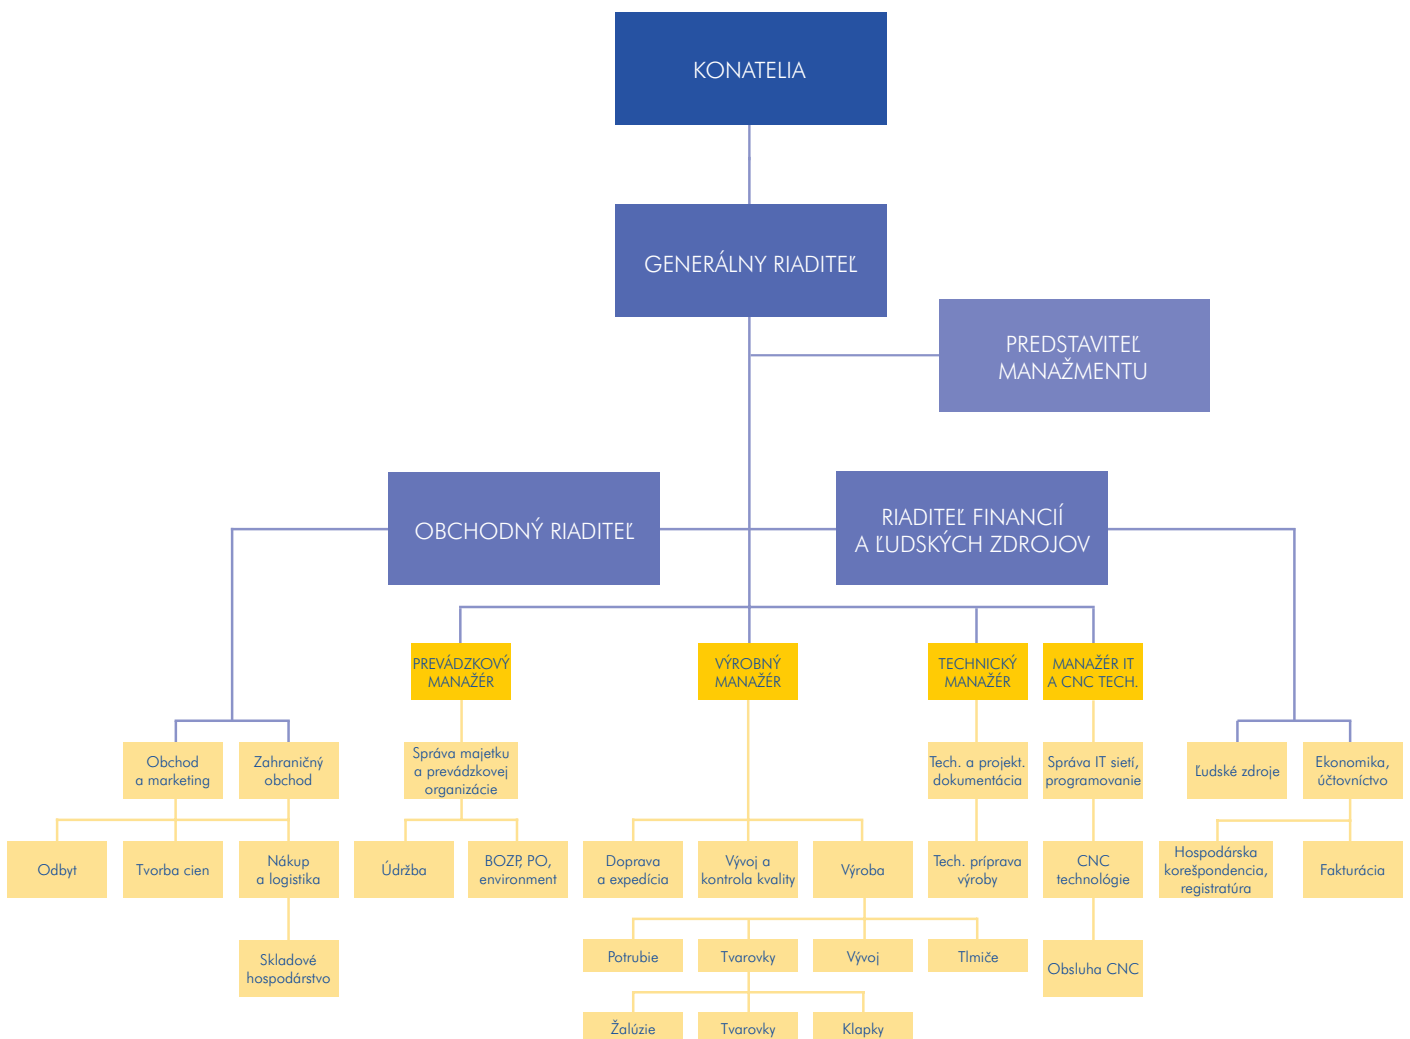 KONATELIA
GENERÁLNY RIADITEĽ
PREDSTAVITEĽ
MANAŽMENTU
OBCHODNÝ RIADITEĽ
RIADITEĽ FINANCIÍ
A ĽUDSKÝCH ZDROJOV
PREVÁDZKOVÝ
MANAŽÉR
VÝROBNÝ
MANAŽÉR
TECHNICKÝ
MANAŽÉR
MANAŽÉR IT
A CNC TECH.
Obchod
a marketing
Zahraničný
obchod
Správa majetku
a prevádzkovej
organizácie
Tech. a projekt.
dokumentácia
Správa IT sietí,
programovanie
Ľudské zdroje
Ekonomika,
účtovníctvo
Odbyt
Tvorba cien
Nákup
a logistika
Údržba
BOZP, PO,
environment
Doprava
a expedícia
Vývoj a
kontrola kvality
Výroba
Tech. príprava
výroby
CNC
technológie
Hospodárska
korešpondencia,
registratúra
Fakturácia
Skladové
hospodárstvo
Potrubie
Tvarovky
Vývoj
Tlmiče
Obsluha CNC
Žalúzie
Tvarovky
Klapky